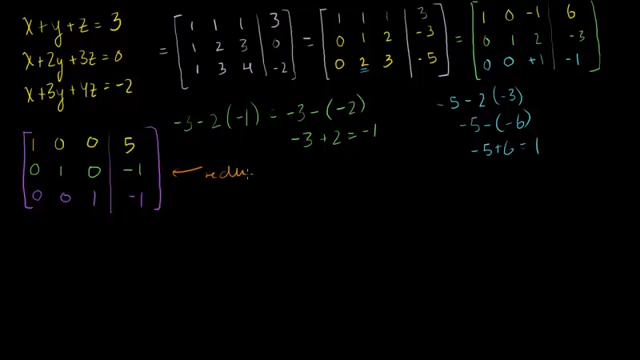 x+y+z=3
x+2y+3z=0
x+3y+4z=-2
= [1 1 1 | 3
1 2 3 | 0
1 3 4 | -2]
= [1 1 1 | 3
0 1 2 | -3
0 2 3 | -5]
= [1 0 -1 | 6
0 1 2 | -3
0 0 +1 | -1]
-3-2(-1) = -3-(-2)
-3+2=-1
-5-2(-3)
-5-(-6)
-5+6=1
[1 0 0 | 5
0 1 0 | -1
0 0 1 | -1]
← redu